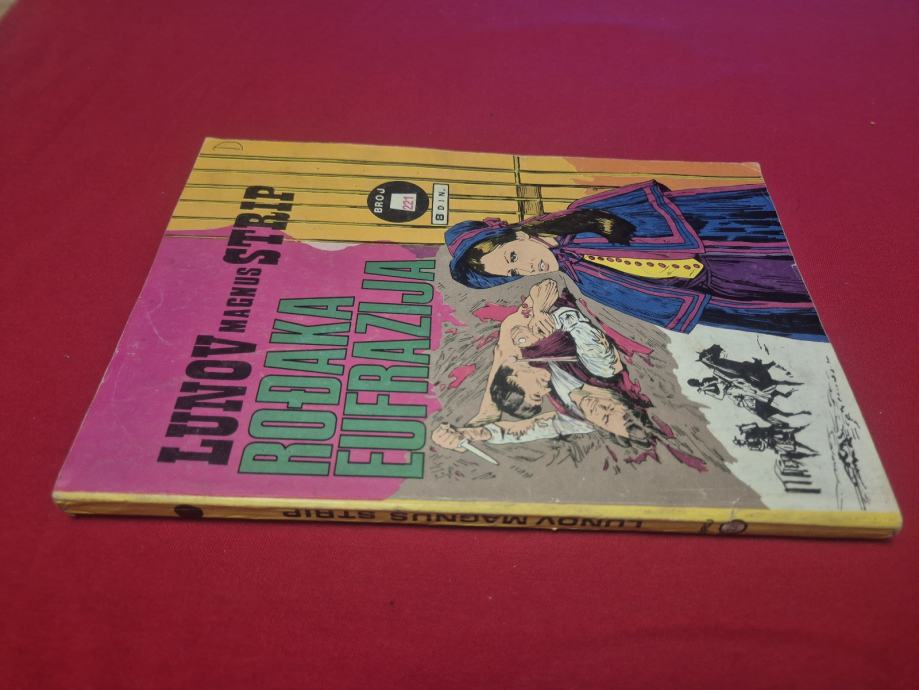 LUNOV MAGNUS STRIP
ROĐAKA
EUFRAZIJA
BROJ
221
8 DIN.
LUNOV MAGNUS STRIP